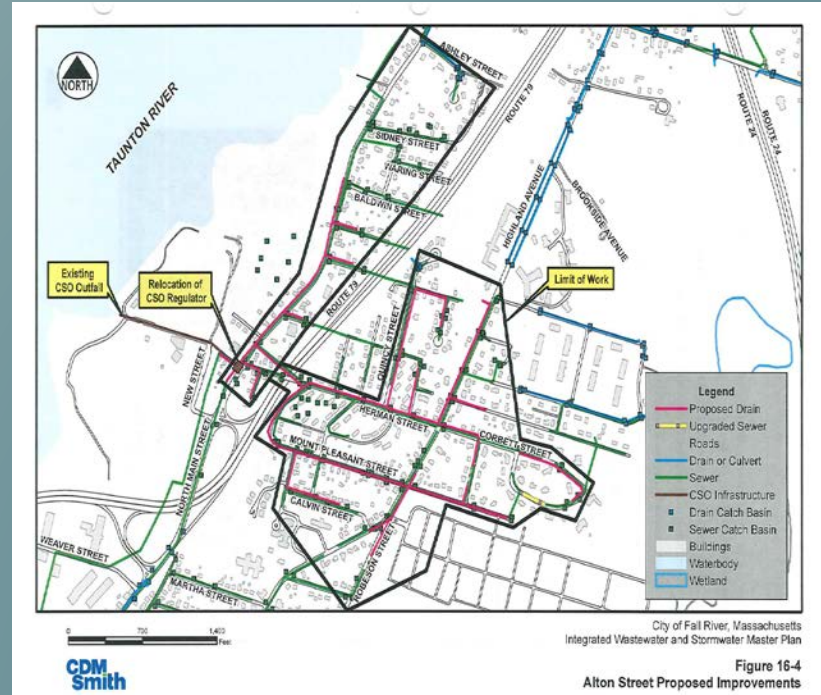 NORTH
TAUNTON RIVER
ASHLEY STREET
ROUTE 79
ROUTE 24
ROUTE 24
SIDNEY STREET
WARING STREET
BALDWIN STREET
HIGHLAND AVENUE
BROOKSIDE AVENUE
Existing
CSO Outfall
Relocation of
CSO Regulator
ROUTE 79
Limit of Work
NEW STREET
QUINCY STREET
HERMAN STREET
CORBETT STREET
MOUNT PLEASANT STREET
NORTH MAIN STREET
CALVIN STREET
WEAVER STREET
MARTHA STREET
ROBESON STREET
Legend
Proposed Drain
Upgraded Sewer
Roads
Drain or Culvert
Sewer
CSO Infrastructure
Drain Catch Basin
Sewer Catch Basin
Buildings
Waterbody
Wetland
0 700 1,400
Feet
CDM
Smith
City of Fall River, Massachusetts
Integrated Wastewater and Stormwater Master Plan
Figure 16-4
Alton Street Proposed Improvements